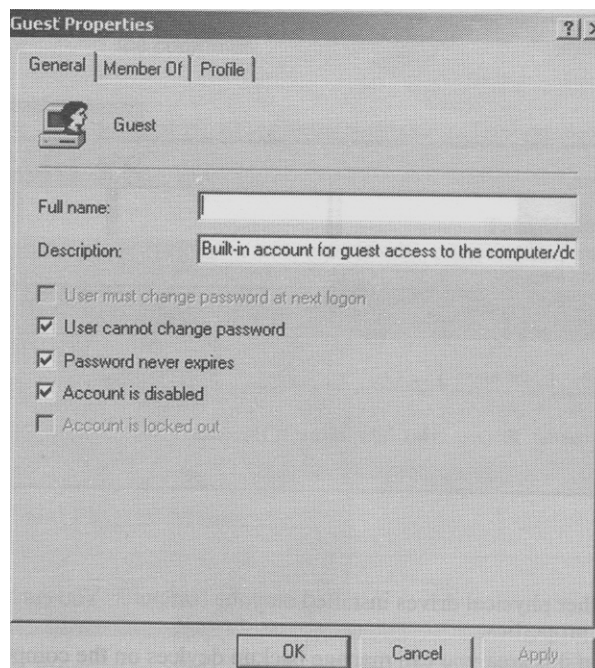 Guest Properties
General Member Of Profile
Guest
Full name:
Description: Built-in account for guest access to the computer/dc
User must change password at next logon
User cannot change password
Password never expires
Account is disabled
Account is locked out
OK Cancel Apply